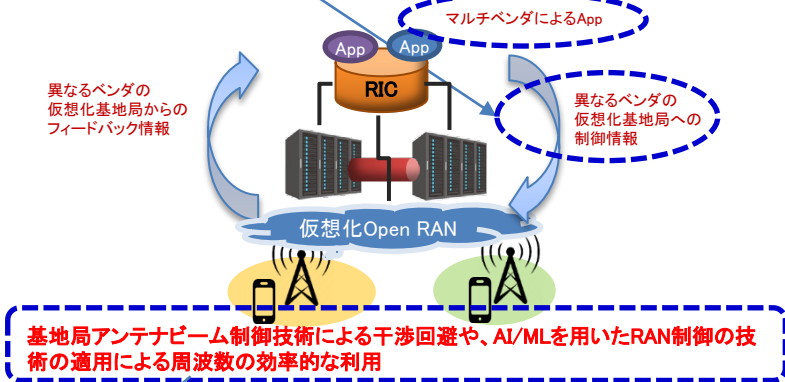 マルチベンダによるApp
App
App
RIC
異なるベンダの
仮想化基地局からの
フィードバック情報
異なるベンダの
仮想化基地局への
制御情報
仮想化Open RAN
基地局アンテナビーム制御技術による干渉回避や、AI/MLを用いたRAN制御の技
術の適用による周波数の効率的な利用